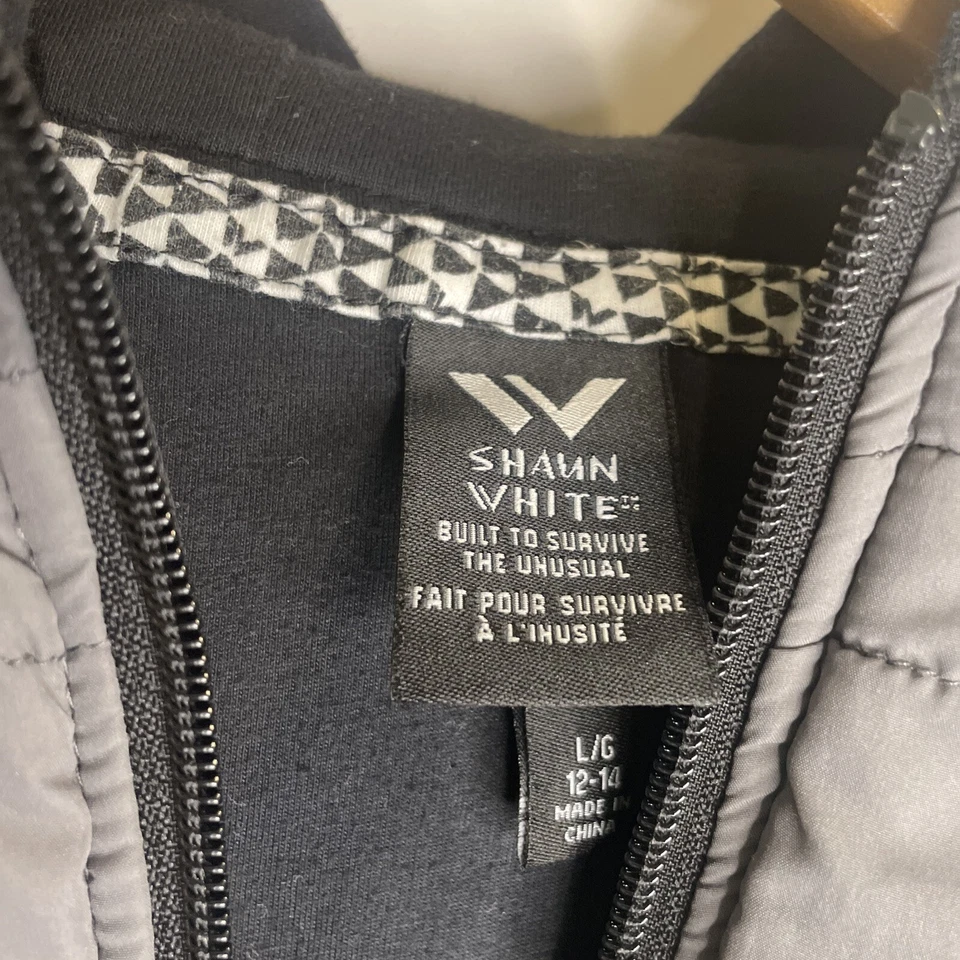 SHAUN
WHITE™
BUILT TO SURVIVE
THE UNUSUAL
FAIT POUR SURVIVRE
À L'INUSITÉ
L/G
12-14
MADE IN
CHINA